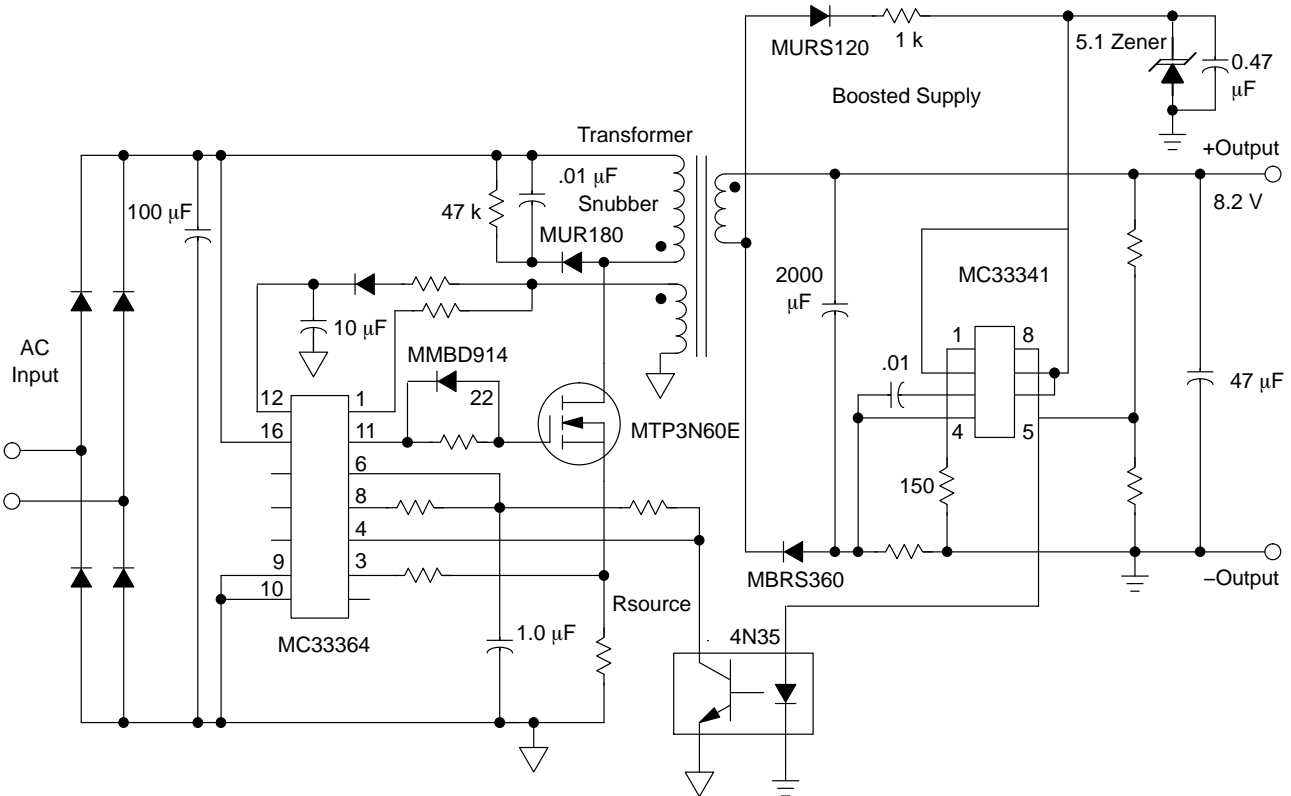 MURS120
1 k
5.1 Zener
0.47
μF
Boosted Supply
Transformer
+Output
8.2 V
100 μF
47 k
.01 μF
Snubber
MUR180
2000
μF
MC33341
10 μF
AC
Input
MMBD914
22
1
8
.01
47 μF
12
1
16
11
MTP3N60E
4
5
6
8
150
4
9
3
10
MBRS360
–Output
Rsource
MC33364
1.0 μF
4N35